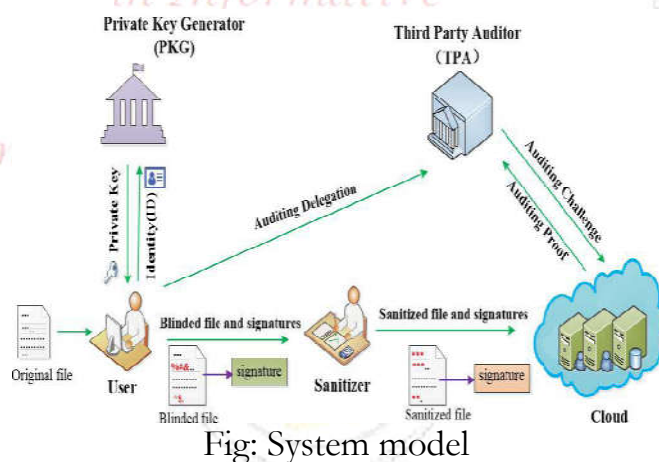 in Informative
Private Key Generator
(PKG)
Third Party Auditor
(TPA)
Private Key
Identity(ID)
Auditing Delegation
Auditing Challenge
Auditing Proof
Original file
User
Blinded file and signatures
signature
Blinded file
Sanitizer
Sanitized file and signatures
signature
Sanitized file
Cloud
Fig: System model